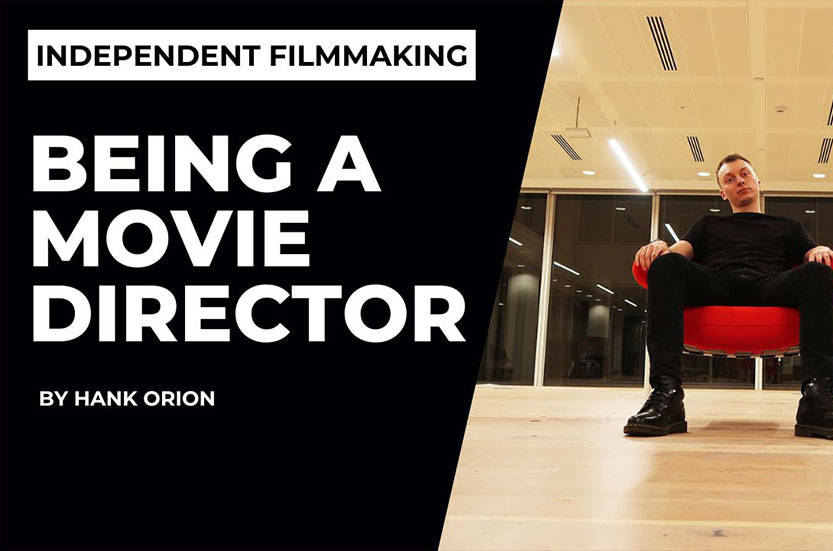 INDEPENDENT FILMMAKING
BEING A
MOVIE
DIRECTOR
BY HANK ORION